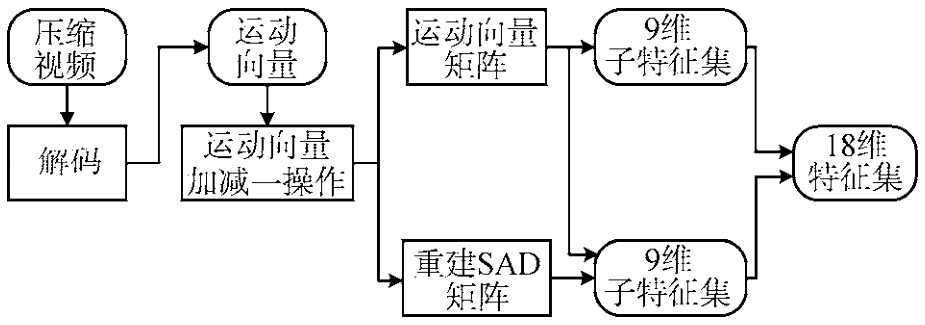 压缩
视频
运动
向量
运动向量
矩阵
9维
子特征集
解码
运动向量
加减一操作
18维
特征集
重建SAD
矩阵
9维
子特征集